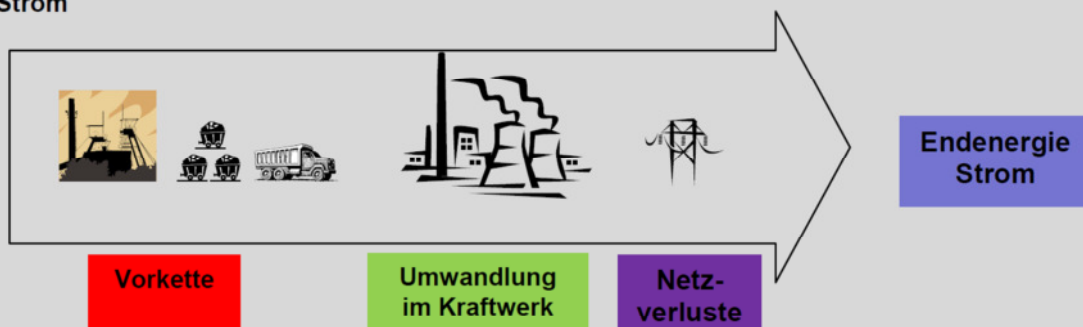 Strom
Endenergie
Strom
Vorkette
Umwandlung
im Kraftwerk
Netz-
verluste